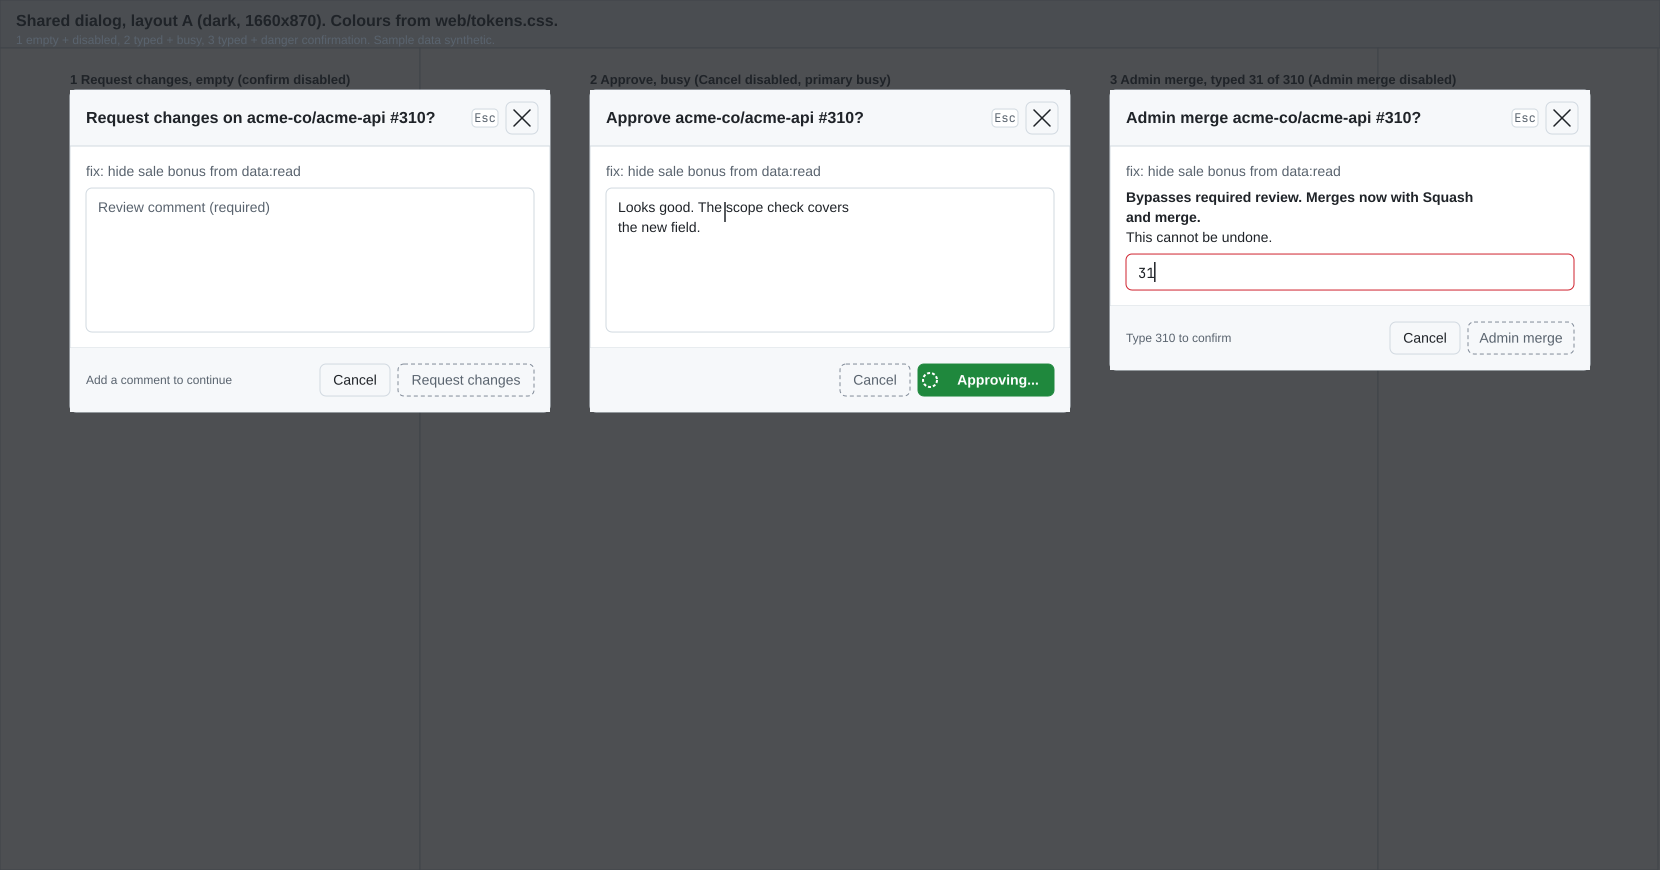 Shared dialog, layout A (dark, 1660x870). Colours from web/tokens.css.
1 empty + disabled, 2 typed + busy, 3 typed + danger confirmation. Sample data synthetic.
1 Request changes, empty (confirm disabled)
Request changes on acme-co/acme-api #310?
Esc
fix: hide sale bonus from data:read
Review comment (required)
Add a comment to continue
Cancel
Request changes
2 Approve, busy (Cancel disabled, primary busy)
Approve acme-co/acme-api #310?
Esc
fix: hide sale bonus from data:read
Looks good. The scope check covers
the new field.
Cancel
Approving...
3 Admin merge, typed 31 of 310 (Admin merge disabled)
Admin merge acme-co/acme-api #310?
Esc
fix: hide sale bonus from data:read
Bypasses required review. Merges now with Squash
and merge.
This cannot be undone.
31
Type 310 to confirm
Cancel
Admin merge